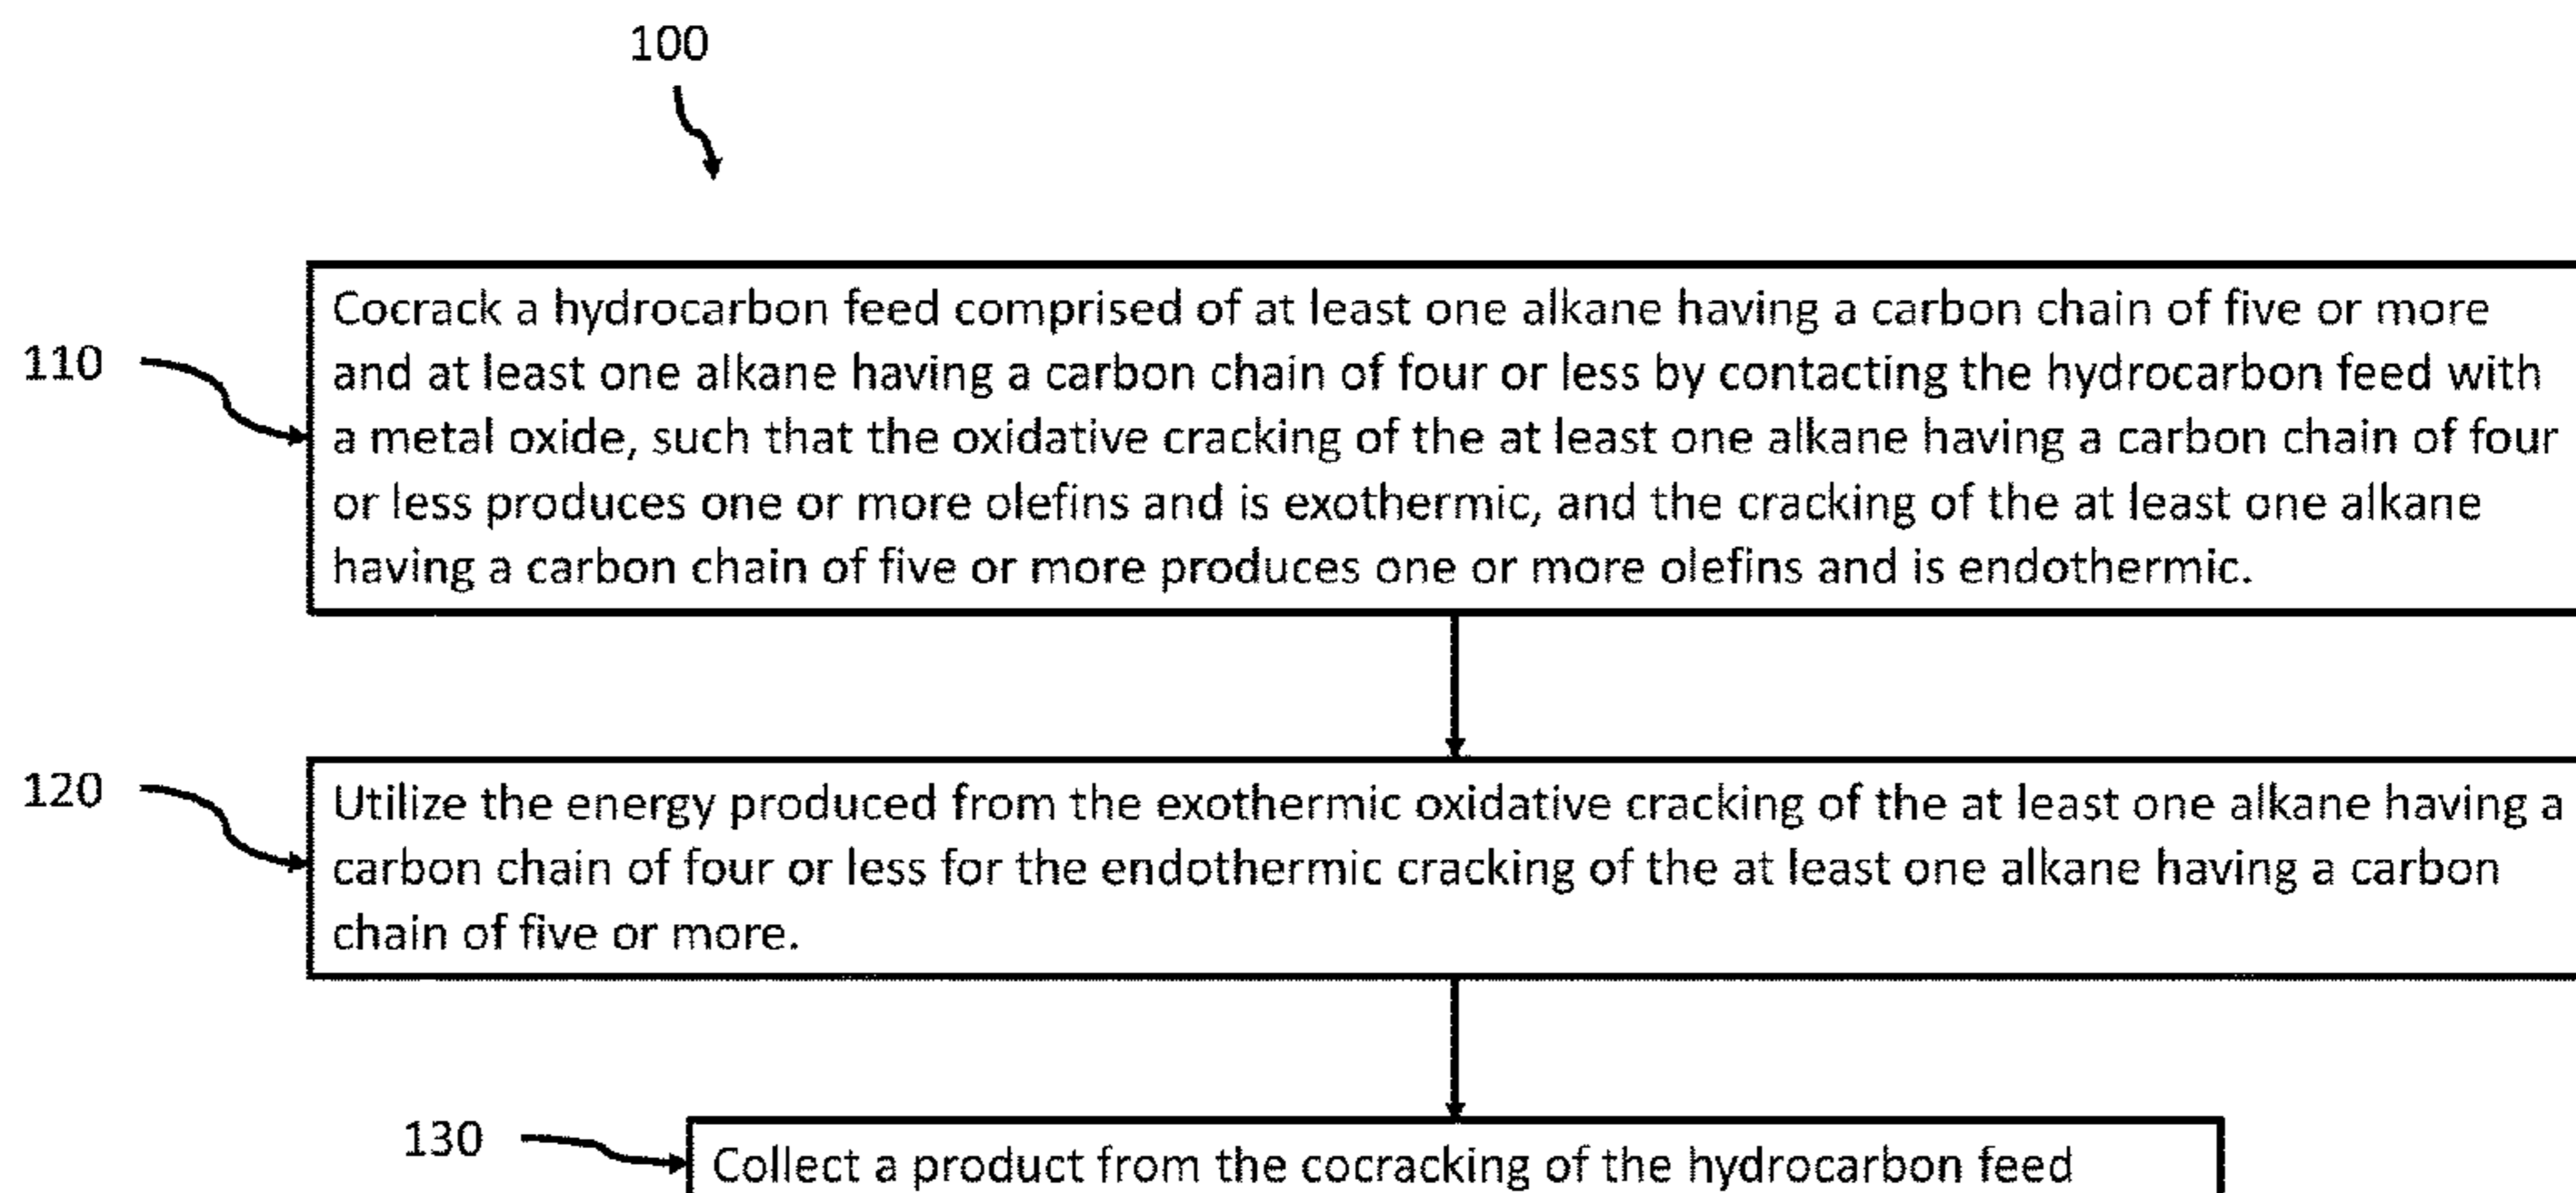 100
110
Cocrack a hydrocarbon feed comprised of at least one alkane having a carbon chain of five or more
and at least one alkane having a carbon chain of four or less by contacting the hydrocarbon feed with
a metal oxide, such that the oxidative cracking of the at least one alkane having a carbon chain of four
or less produces one or more olefins and is exothermic, and the cracking of the at least one alkane
having a carbon chain of five or more produces one or more olefins and is endothermic.
120
Utilize the energy produced from the exothermic oxidative cracking of the at least one alkane having a
carbon chain of four or less for the endothermic cracking of the at least one alkane having a carbon
chain of five or more.
130
Collect a product from the cocracking of the hydrocarbon feed